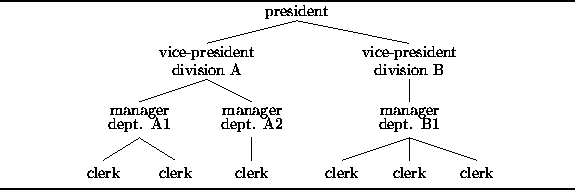 president
vice-president vice-president
division A division B
manager manager manager
dept. A1 dept. A2 dept. B1
clerk clerk clerk clerk clerk clerk